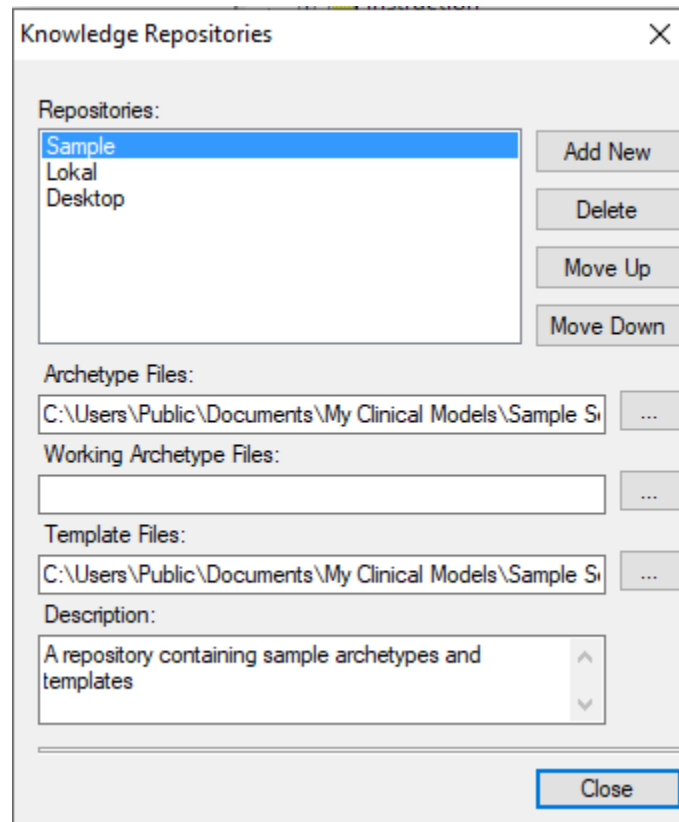 Knowledge Repositories
Repositories:
Sample
Lokal
Desktop
Add New
Delete
Move Up
Move Down
Archetype Files:
C:\Users\Public\Documents\My Clinical Models\Sample S
...
Working Archetype Files:
...
Template Files:
C:\Users\Public\Documents\My Clinical Models\Sample S
...
Description:
A repository containing sample archetypes and
templates
Close